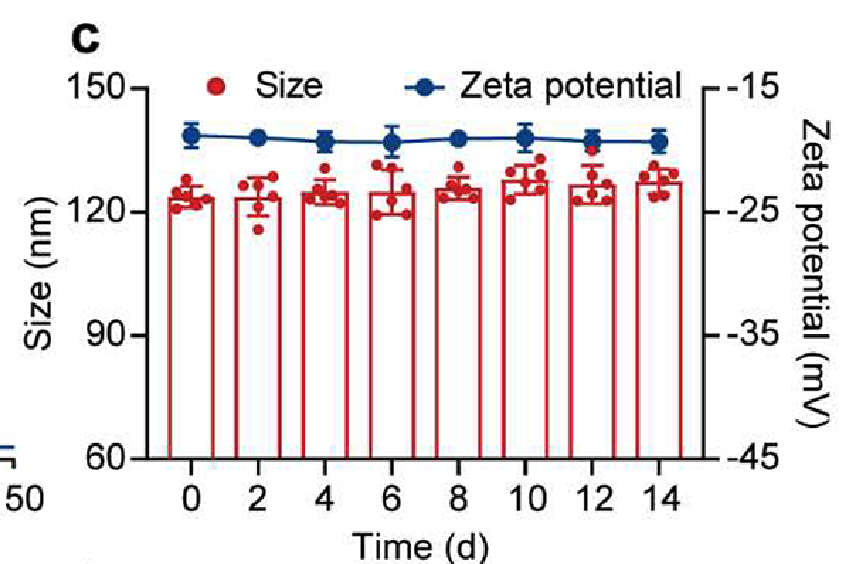 c
Size
Zeta potential
150
120
90
60
Size (nm)
-15
-25
-35
-45
Zeta potential (mV)
50
0 2 4 6 8 10 12 14
Time (d)